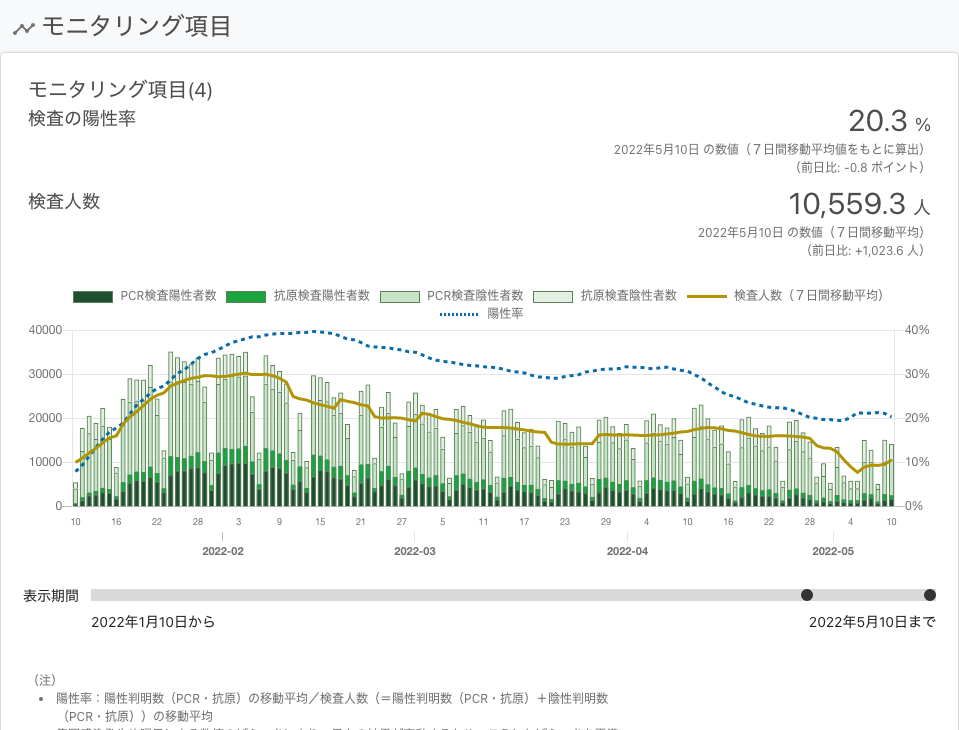 モニタリング項目
モニタリング項目(4)
検査の陽性率
20.3 %
2022年5月10日 の数値（７日間移動平均値をもとに算出）
（前日比: -0.8 ポイント）
検査人数
10,559.3 人
2022年5月10日 の数値（７日間移動平均）
（前日比: +1,023.6 人）
PCR検査陽性者数 抗原検査陽性者数 PCR検査陰性者数 抗原検査陰性者数 検査人数（７日間移動平均）
陽性率
40000 40%
30000 30%
20000 20%
10000 10%
0 0%
10 16 22 28 3 9 15 21 27 5 11 17 23 29 4 10 16 22 28 4 10
2022-02 2022-03 2022-04 2022-05
表示期間
2022年1月10日から 2022年5月10日まで
（注）
• 陽性率：陽性判明数（PCR・抗原）の移動平均／検査人数（＝陽性判明数（PCR・抗原）＋陰性判明数
（PCR・抗原））の移動平均